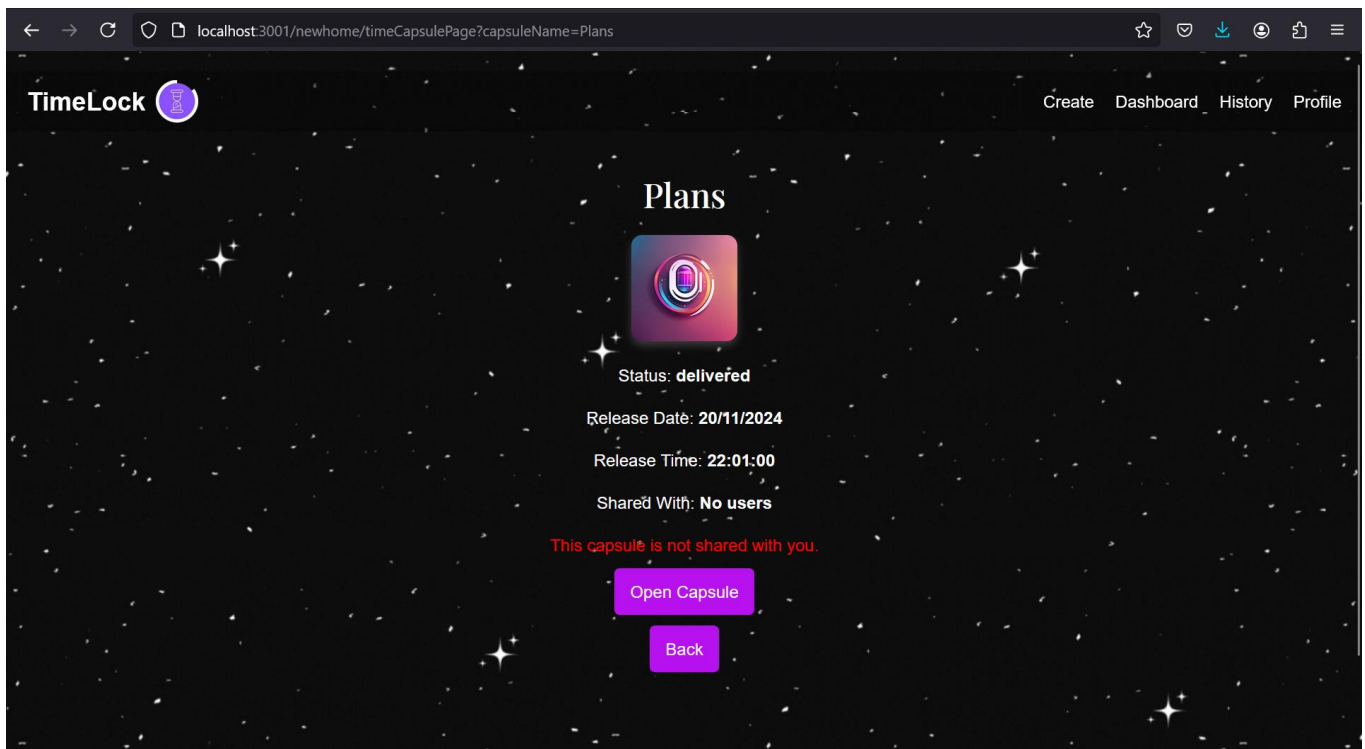 localhost:3001/newhome/timeCapsulePage?capsuleName=Plans
TimeLock
Create Dashboard History Profile
Plans
Status: delivered
Release Date: 20/11/2024
Release Time: 22:01:00
Shared With: No users
This capsule is not shared with you.
Open Capsule
Back